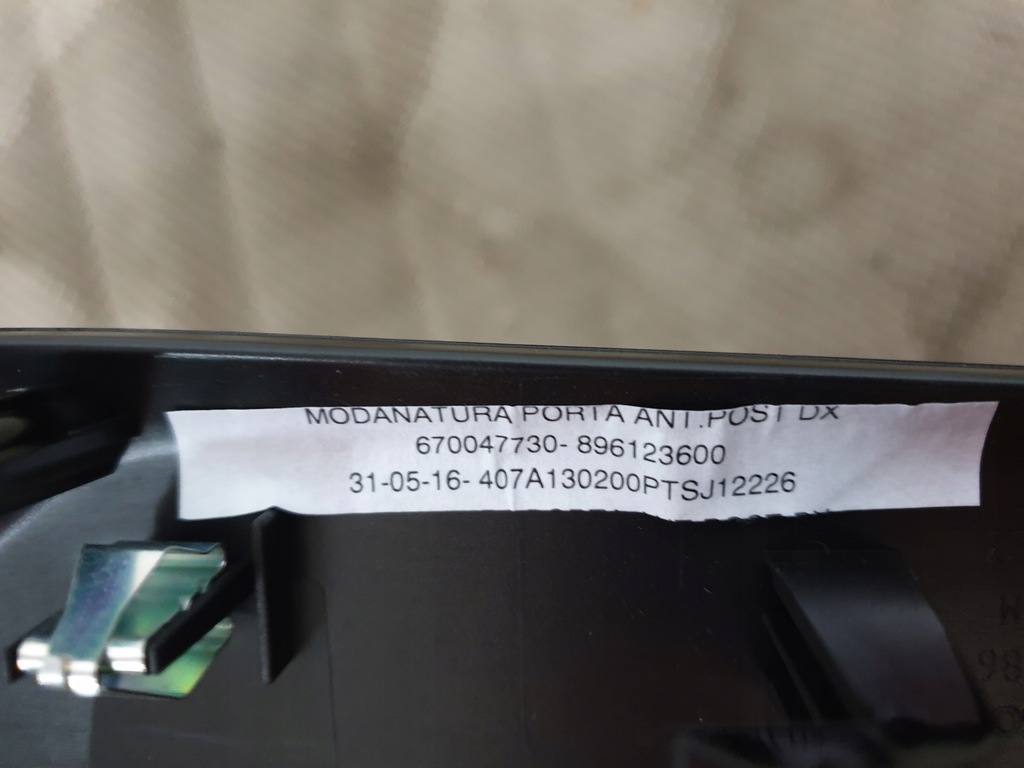 MODANATURA PORTA ANT.POST DX
670047730- 896123600
31-05-16- 407A130200PTSJ12226